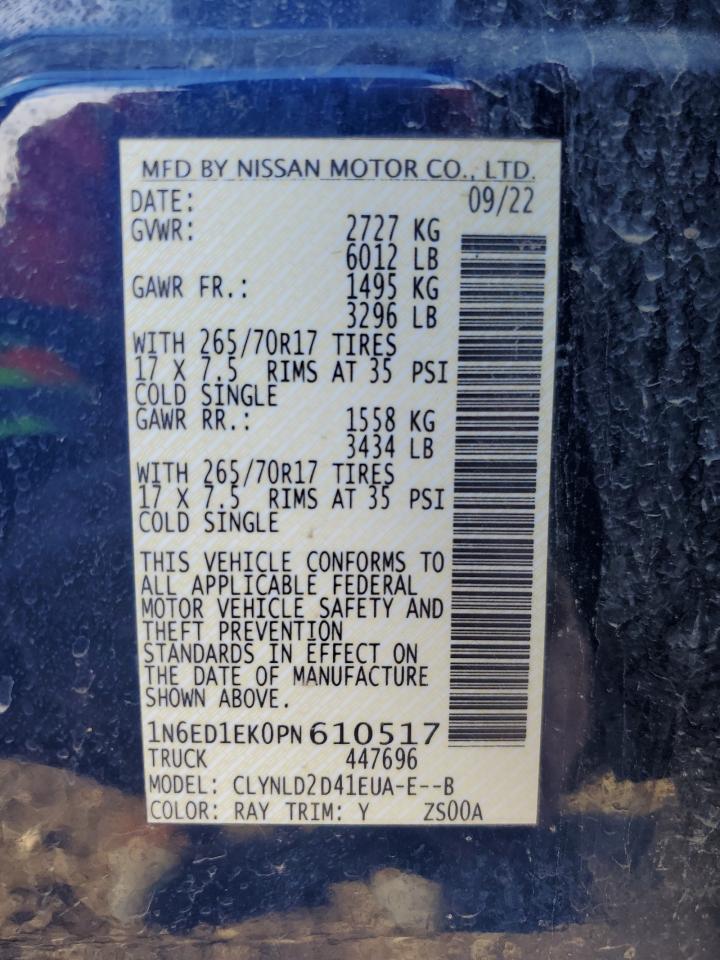 MFD BY NISSAN MOTOR CO., LTD.
DATE: 09/22
GVWR: 2727 KG
6012 LB
GAWR FR.: 1495 KG
3296 LB
WITH 265/70R17 TIRES
17 X 7.5 RIMS AT 35 PSI
COLD SINGLE
GAWR RR.: 1558 KG
3434 LB
WITH 265/70R17 TIRES
17 X 7.5 RIMS AT 35 PSI
COLD SINGLE
THIS VEHICLE CONFORMS TO
ALL APPLICABLE FEDERAL
MOTOR VEHICLE SAFETY AND
THEFT PREVENTION
STANDARDS IN EFFECT ON
THE DATE OF MANUFACTURE
SHOWN ABOVE.
1N6ED1EK0PN 610517
TRUCK 447696
MODEL: CLYNLD2D41EUA-E--B
COLOR: RAY TRIM: Y ZS00A